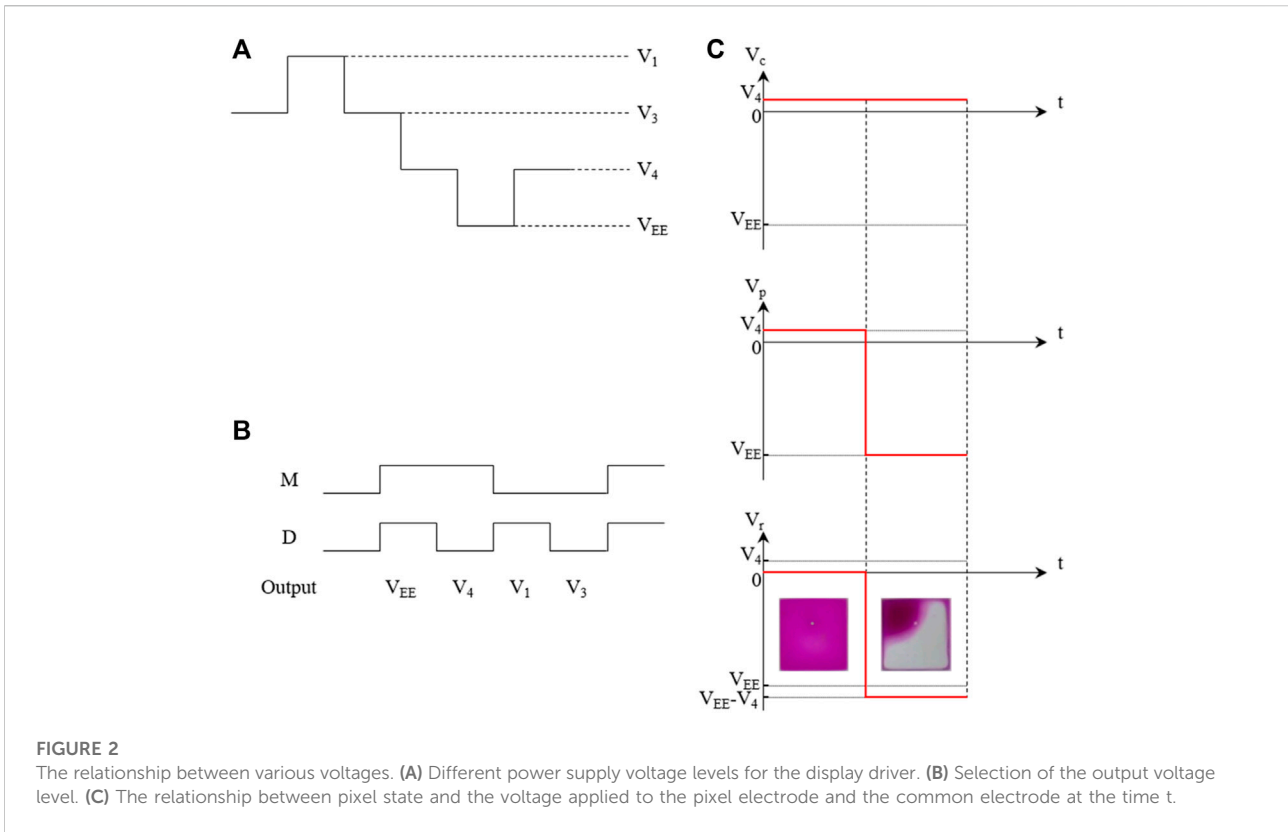 A
V1
V3
V4
VEE
B
M
D
Output VEE V4 V1 V3
C
Vc
V4
0
t
VEE
Vp
V4
0
t
VEE
Vr
V4
0
t
VEE
VEE-V4
FIGURE 2
The relationship between various voltages. (A) Different power supply voltage levels for the display driver. (B) Selection of the output voltage
level. (C) The relationship between pixel state and the voltage applied to the pixel electrode and the common electrode at the time t.